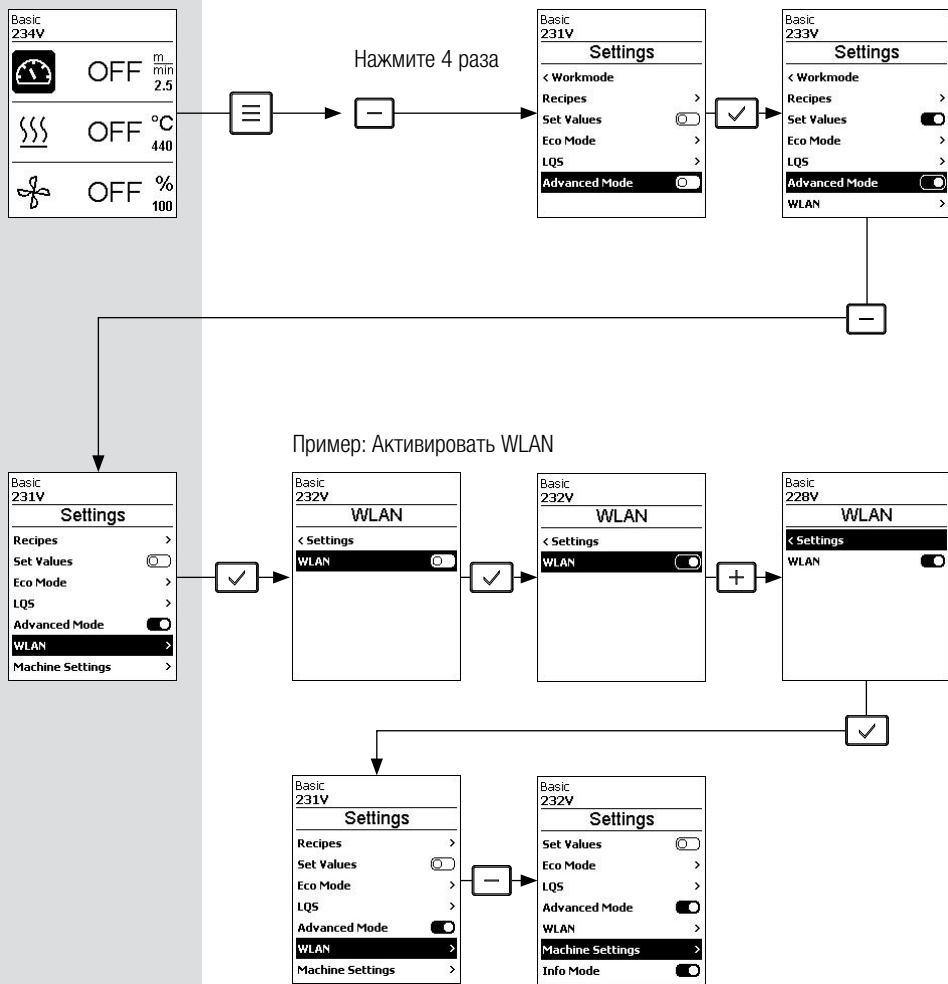 Basic
234V
OFF m/min 2.5
OFF °C 440
OFF % 100
Нажмите 4 раза
Basic
231V
Settings
< Workmode
Recipes >
Set Values
Eco Mode >
LQS >
Advanced Mode
Basic
233V
Settings
< Workmode
Recipes >
Set Values
Eco Mode >
LQS >
Advanced Mode
WLAN >
Basic
231V
Settings
Recipes >
Set Values
Eco Mode >
LQS >
Advanced Mode
WLAN >
Machine Settings >
Пример: Активировать WLAN
Basic
232V
WLAN
< Settings
WLAN
Basic
232V
WLAN
< Settings
WLAN
Basic
228V
WLAN
< Settings
WLAN
Basic
231V
Settings
Recipes >
Set Values
Eco Mode >
LQS >
Advanced Mode
WLAN >
Machine Settings >
Basic
232V
Settings
Set Values
Eco Mode >
LQS >
Advanced Mode
WLAN >
Machine Settings >
Info Mode